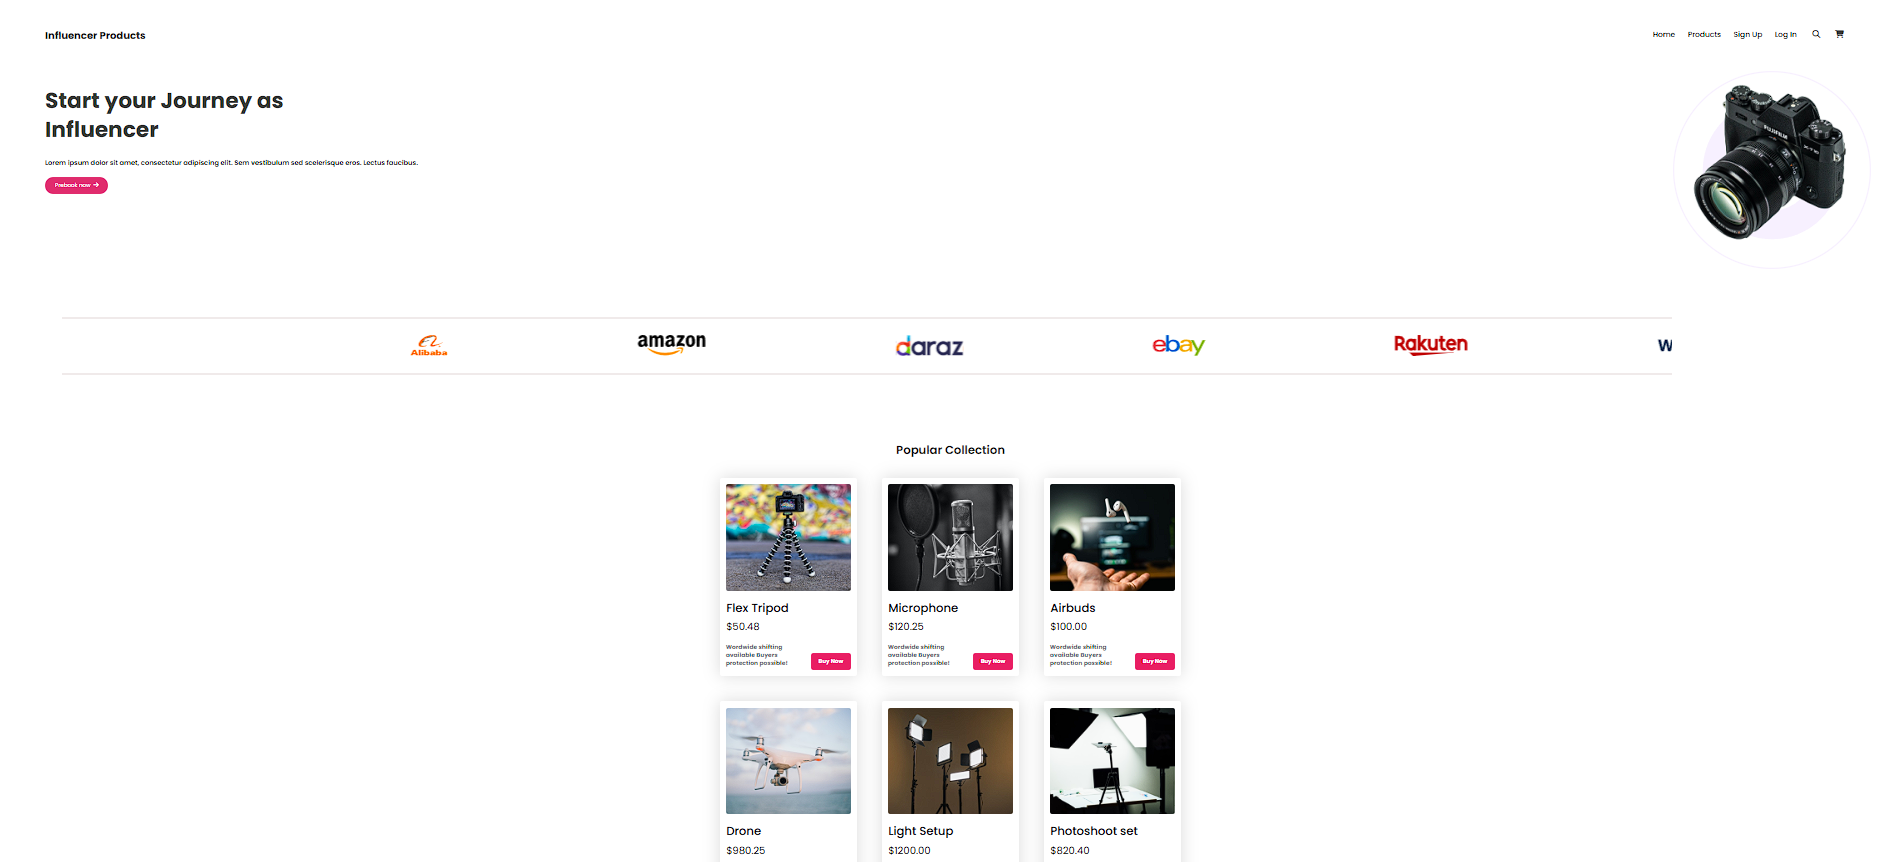 Influencer Products
Home Products Sign Up Log In
Start your Journey as
Influencer
Lorem ipsum dolor sit amet, consectetur adipiscing elit. Sem vestibulum sed scelerisque eros. Lectus faucibus.
Prebook now
FUJIFILM
X-T10
Alibaba
amazon
daraz
ebay
Rakuten
W
Popular Collection
Flex Tripod
$50.48
Wordwide shifting
available Buyers
protection possible!
Buy Now
Microphone
$120.25
Wordwide shifting
available Buyers
protection possible!
Buy Now
Airbuds
$100.00
Wordwide shifting
available Buyers
protection possible!
Buy Now
Drone
$980.25
Light Setup
$1200.00
Photoshoot set
$820.40